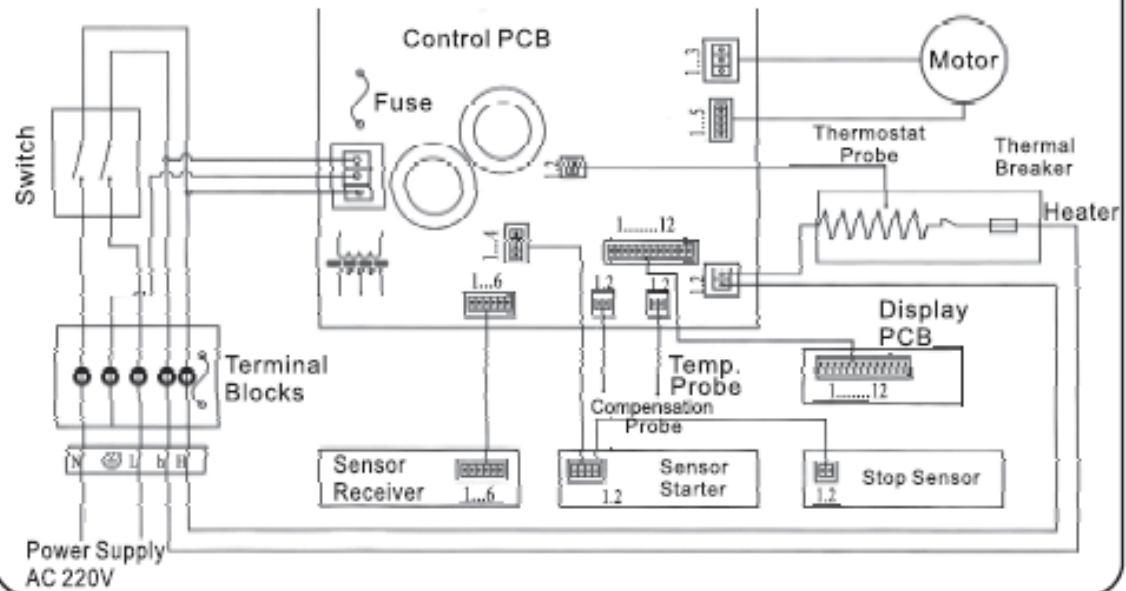 Control PCB
Fuse
Switch
1...3
Motor
1...5
Thermostat
Probe
Thermal
Breaker
Heater
1.2
1...4
1.......12
1...6
1.2
1.2
1.2
Display
PCB
1.......12
Terminal
Blocks
Temp.
Probe
Compensation
Probe
N L h H
Sensor
Receiver
1...6
Sensor
Starter
1.2
Stop Sensor
1.2
Power Supply
AC 220V